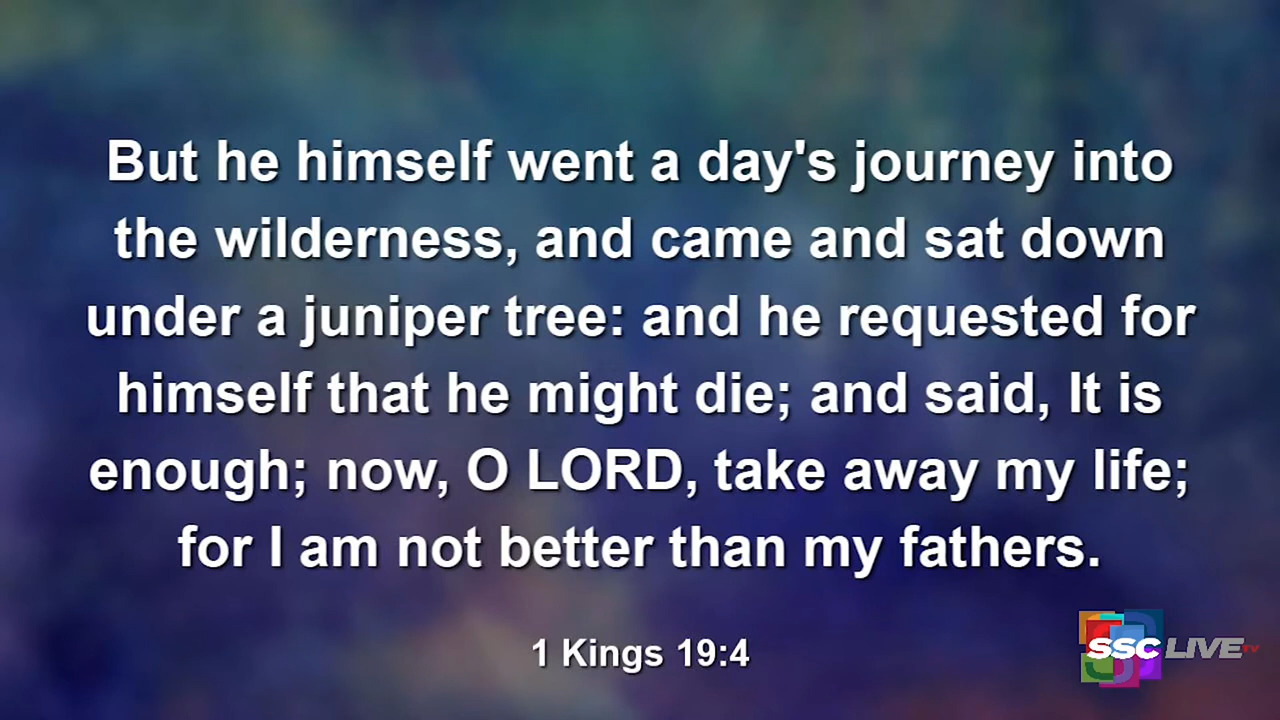 But he himself went a day's journey into
the wilderness, and came and sat down
under a juniper tree: and he requested for
himself that he might die; and said, It is
enough; now, O LORD, take away my life;
for I am not better than my fathers.
1 Kings 19:4
SSC LIVE TV